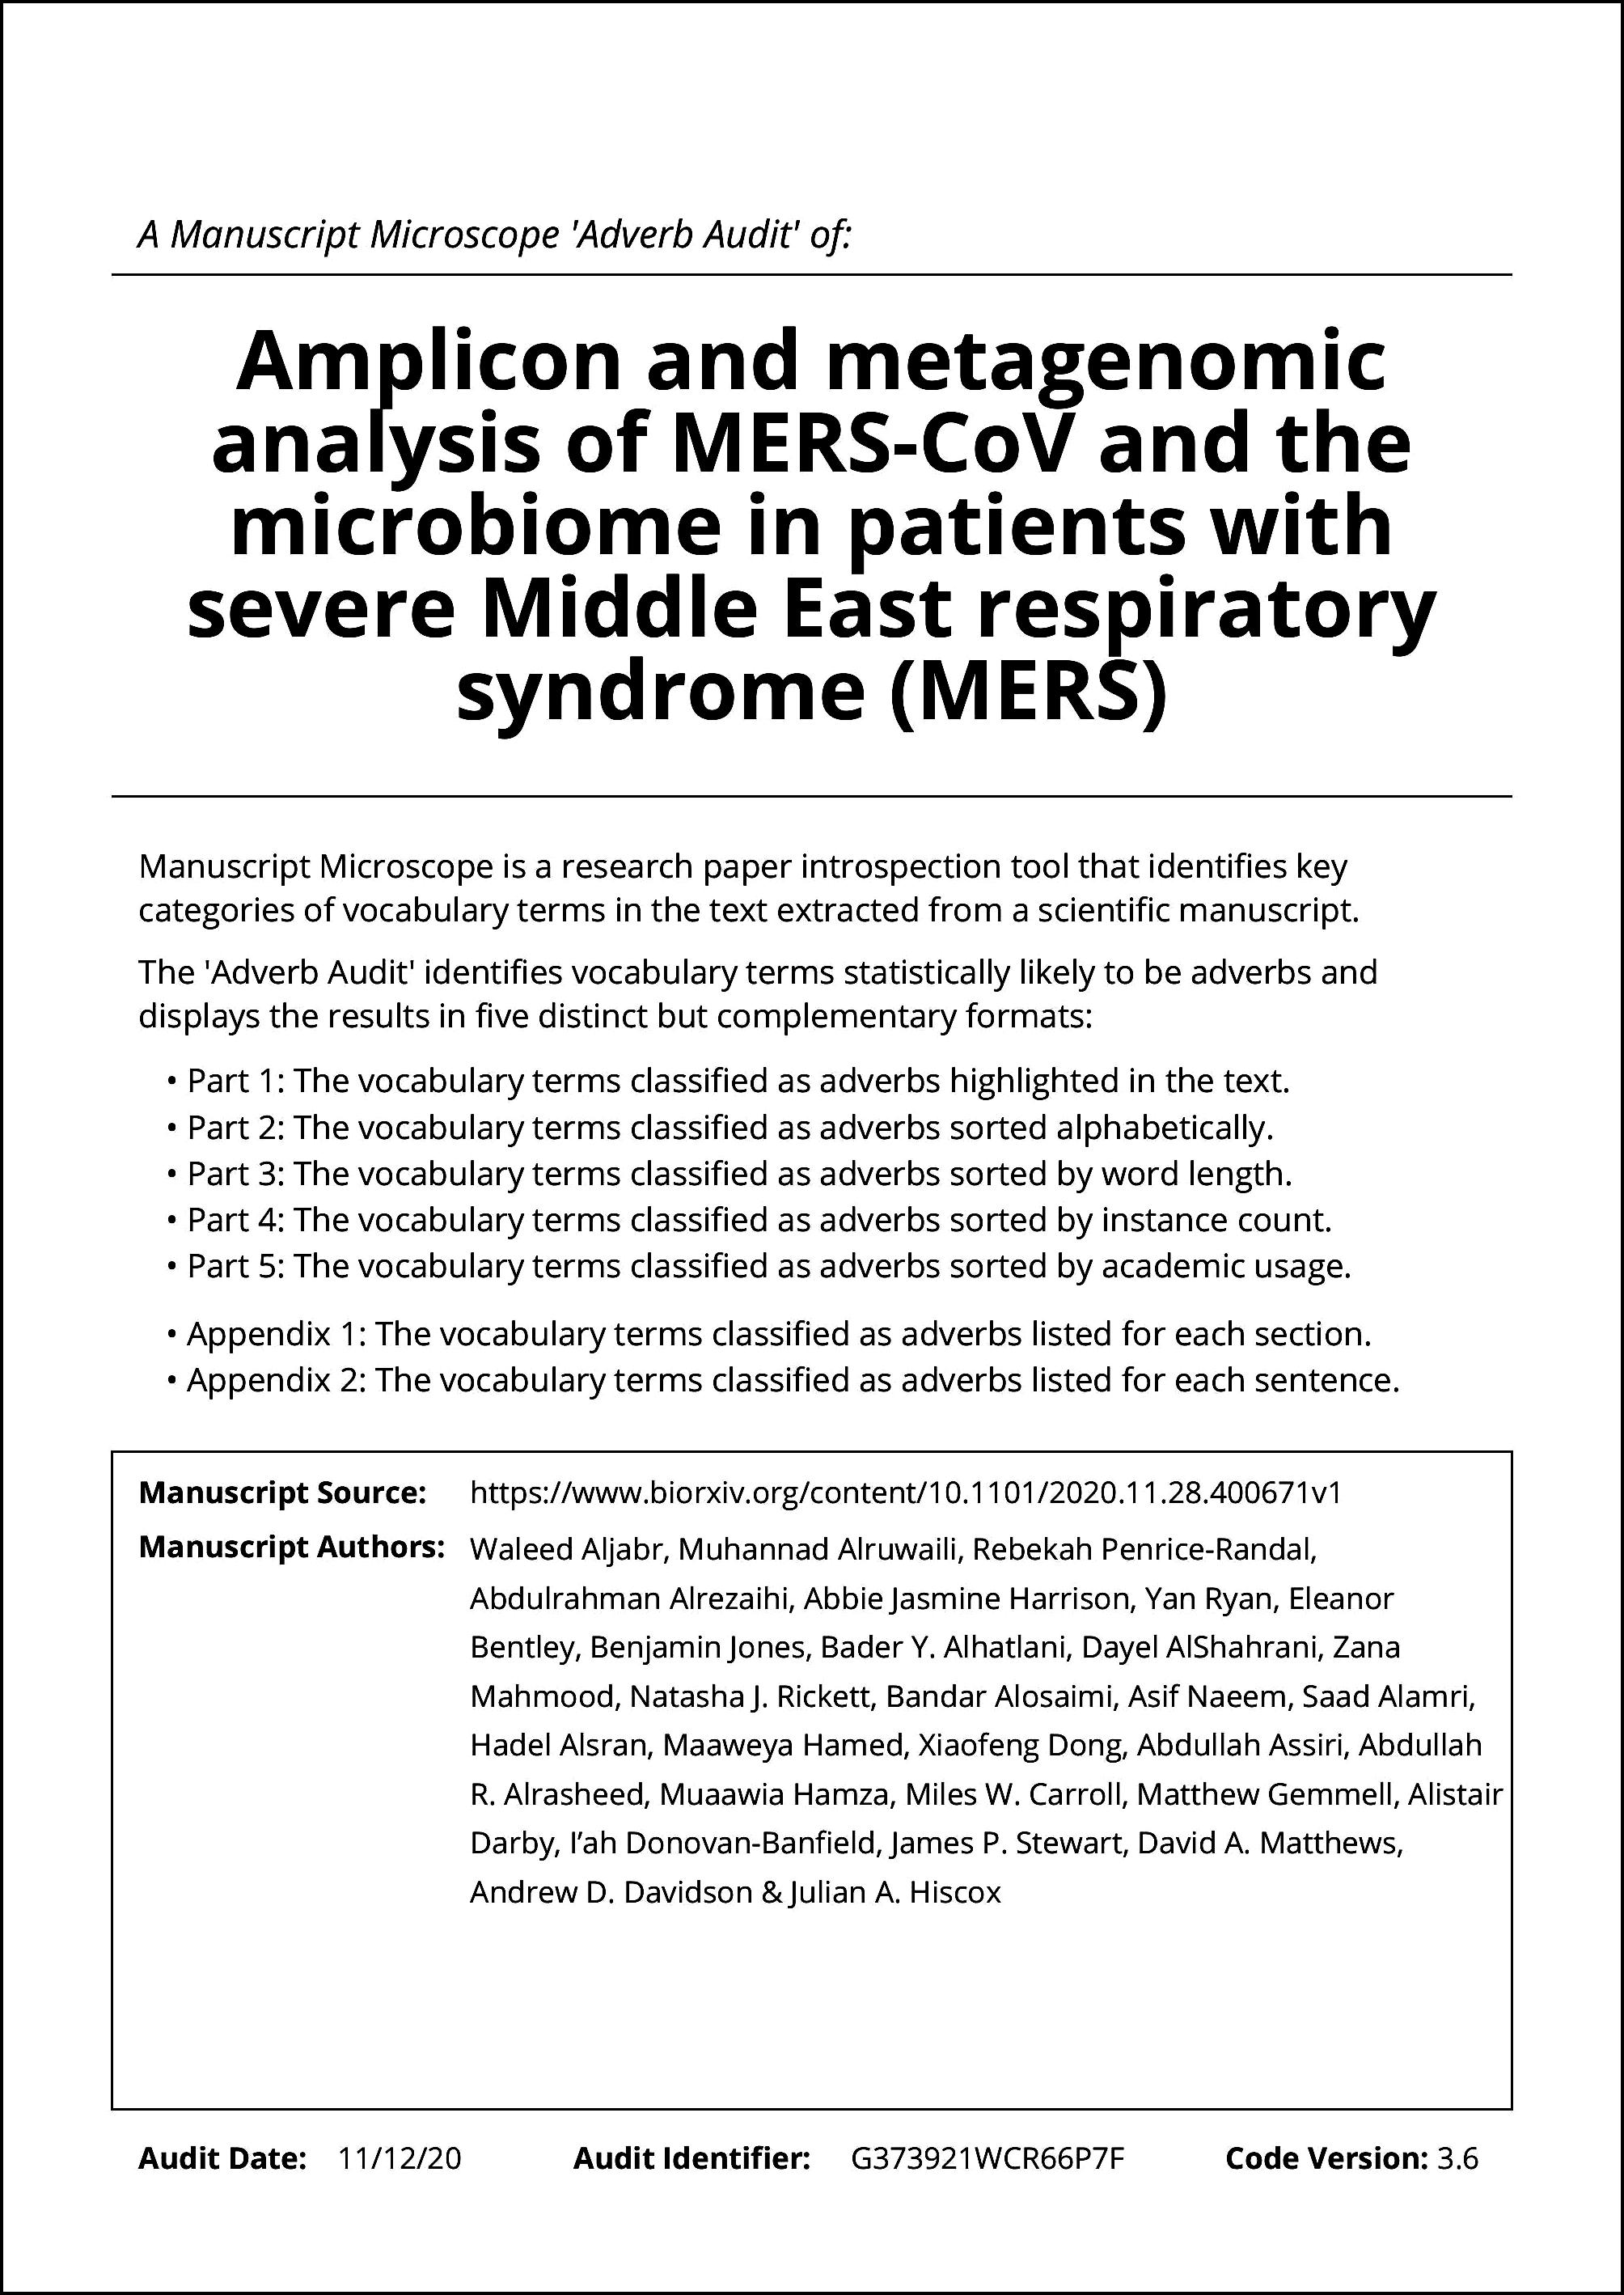 A Manuscript Microscope 'Adverb Audit' of:
Amplicon and metagenomic
analysis of MERS-CoV and the
microbiome in patients with
severe Middle East respiratory
syndrome (MERS)
Manuscript Microscope is a research paper introspection tool that identifies key
categories of vocabulary terms in the text extracted from a scientific manuscript.
The 'Adverb Audit' identifies vocabulary terms statistically likely to be adverbs and
displays the results in five distinct but complementary formats:
• Part 1: The vocabulary terms classified as adverbs highlighted in the text.
• Part 2: The vocabulary terms classified as adverbs sorted alphabetically.
• Part 3: The vocabulary terms classified as adverbs sorted by word length.
• Part 4: The vocabulary terms classified as adverbs sorted by instance count.
• Part 5: The vocabulary terms classified as adverbs sorted by academic usage.
• Appendix 1: The vocabulary terms classified as adverbs listed for each section.
• Appendix 2: The vocabulary terms classified as adverbs listed for each sentence.
Manuscript Source: https://www.biorxiv.org/content/10.1101/2020.11.28.400671v1
Manuscript Authors: Waleed Aljabr, Muhannad Alruwaili, Rebekah Penrice-Randal,
Abdulrahman Alrezaihi, Abbie Jasmine Harrison, Yan Ryan, Eleanor
Bentley, Benjamin Jones, Bader Y. Alhatlani, Dayel AlShahrani, Zana
Mahmood, Natasha J. Rickett, Bandar Alosaimi, Asif Naeem, Saad Alamri,
Hadel Alsran, Maaweya Hamed, Xiaofeng Dong, Abdullah Assiri, Abdullah
R. Alrasheed, Muaawia Hamza, Miles W. Carroll, Matthew Gemmell, Alistair
Darby, I’ah Donovan-Banfield, James P. Stewart, David A. Matthews,
Andrew D. Davidson & Julian A. Hiscox
Audit Date: 11/12/20 Audit Identifier: G373921WCR66P7F Code Version: 3.6